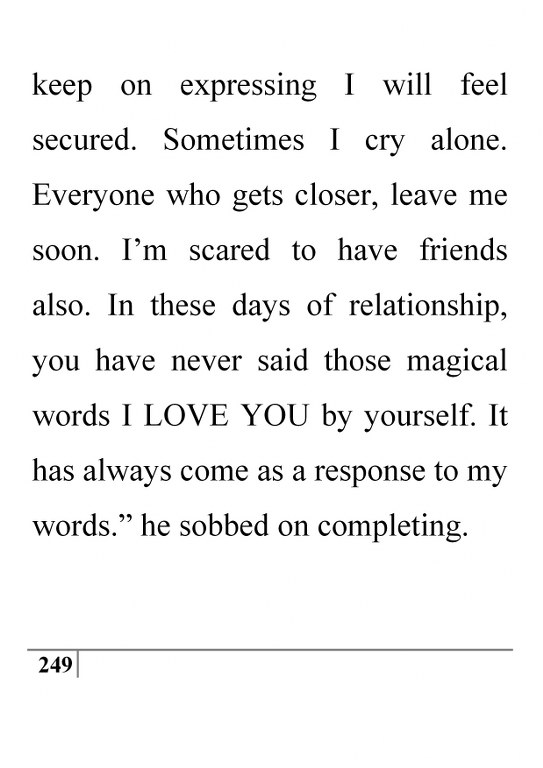 keep on expressing I will feel
secured. Sometimes I cry alone.
Everyone who gets closer, leave me
soon. I’m scared to have friends
also. In these days of relationship,
you have never said those magical
words I LOVE YOU by yourself. It
has always come as a response to my
words.” he sobbed on completing.
249